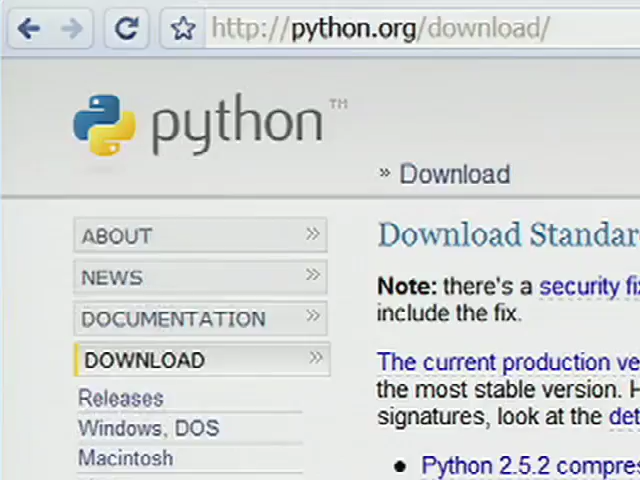 http://python.org/download/
python™
» Download
ABOUT »
NEWS »
DOCUMENTATION »
DOWNLOAD »
Releases
Windows, DOS
Macintosh
Download Standar
Note: there's a security fi
include the fix.
The current production ve
the most stable version. H
signatures, look at the det
• Python 2.5.2 compres